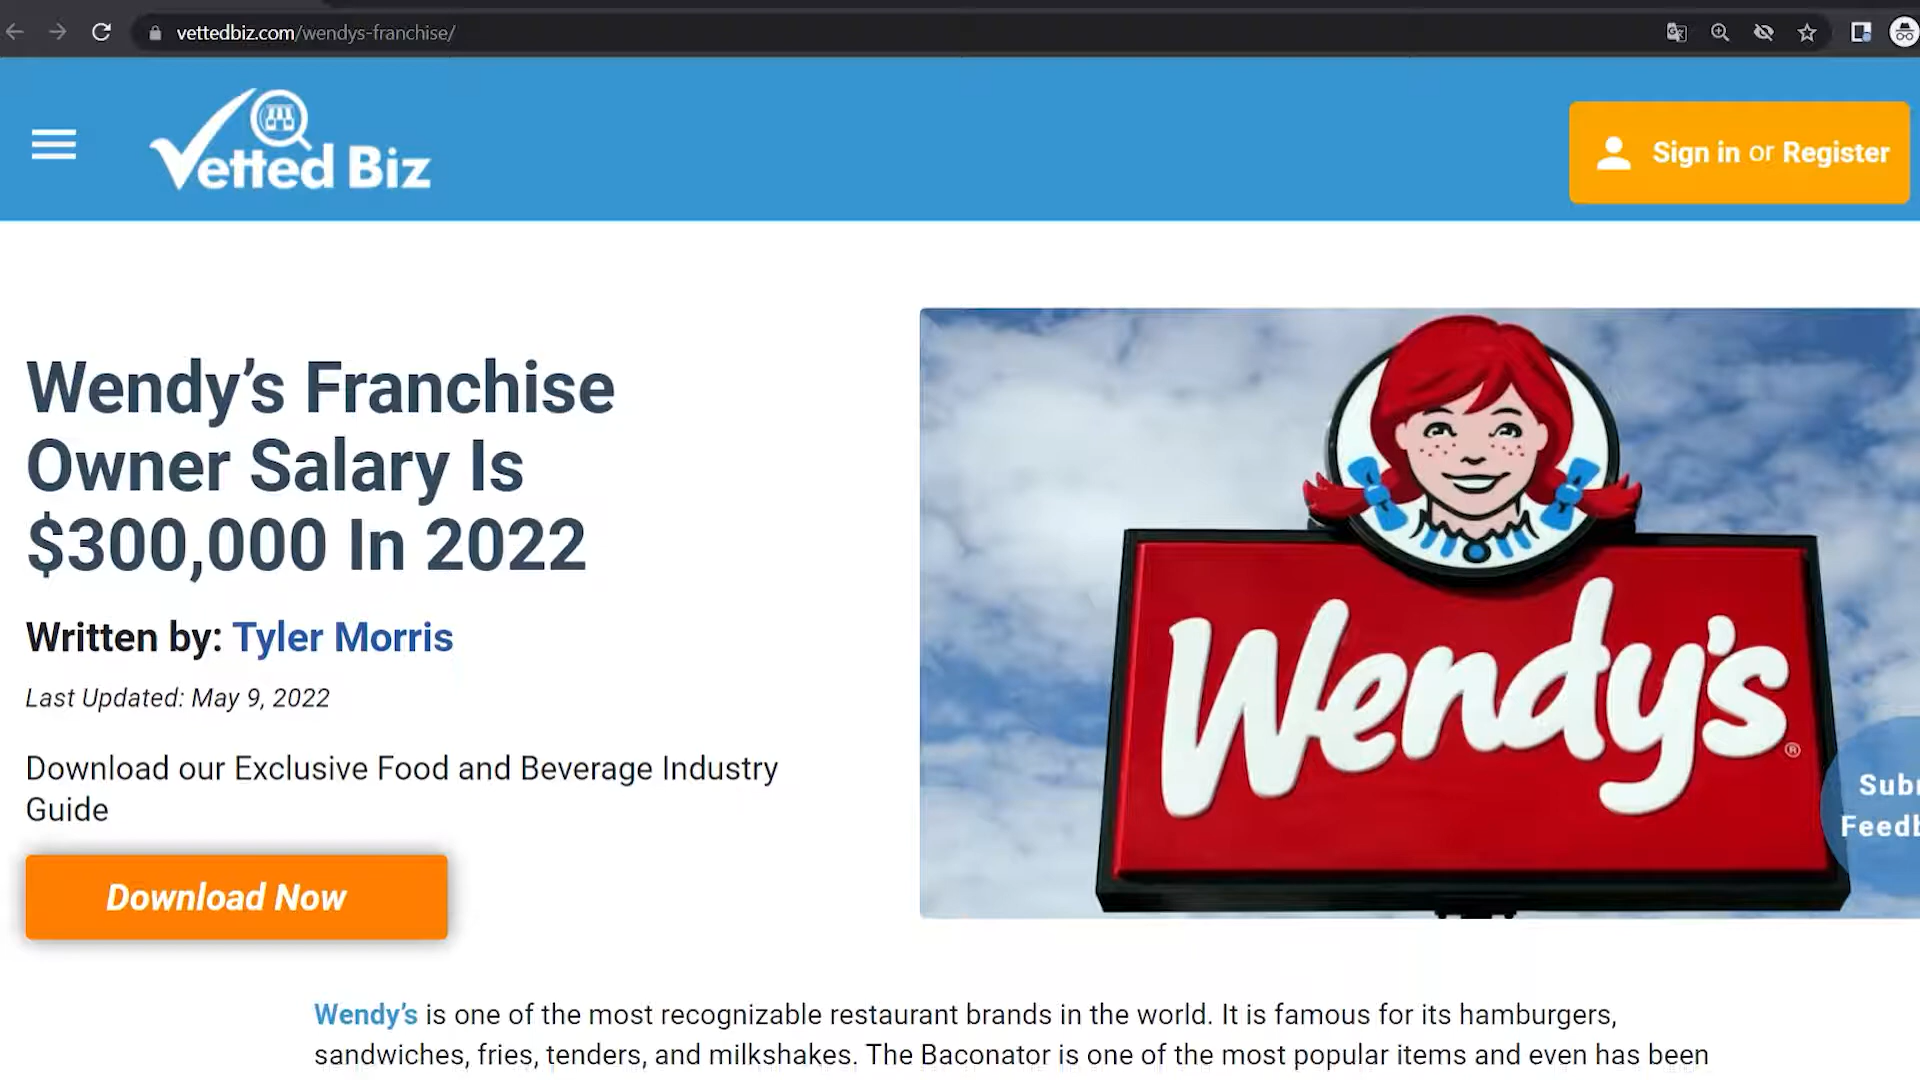 vettedbiz.com/wendys-franchise/
Vetted Biz
Sign in or Register
Wendy’s Franchise
Owner Salary Is
$300,000 In 2022
Written by: Tyler Morris
Last Updated: May 9, 2022
Download our Exclusive Food and Beverage Industry
Guide
Download Now
Wendy's
®
Wendy’s is one of the most recognizable restaurant brands in the world. It is famous for its hamburgers,
sandwiches, fries, tenders, and milkshakes. The Baconator is one of the most popular items and even has been